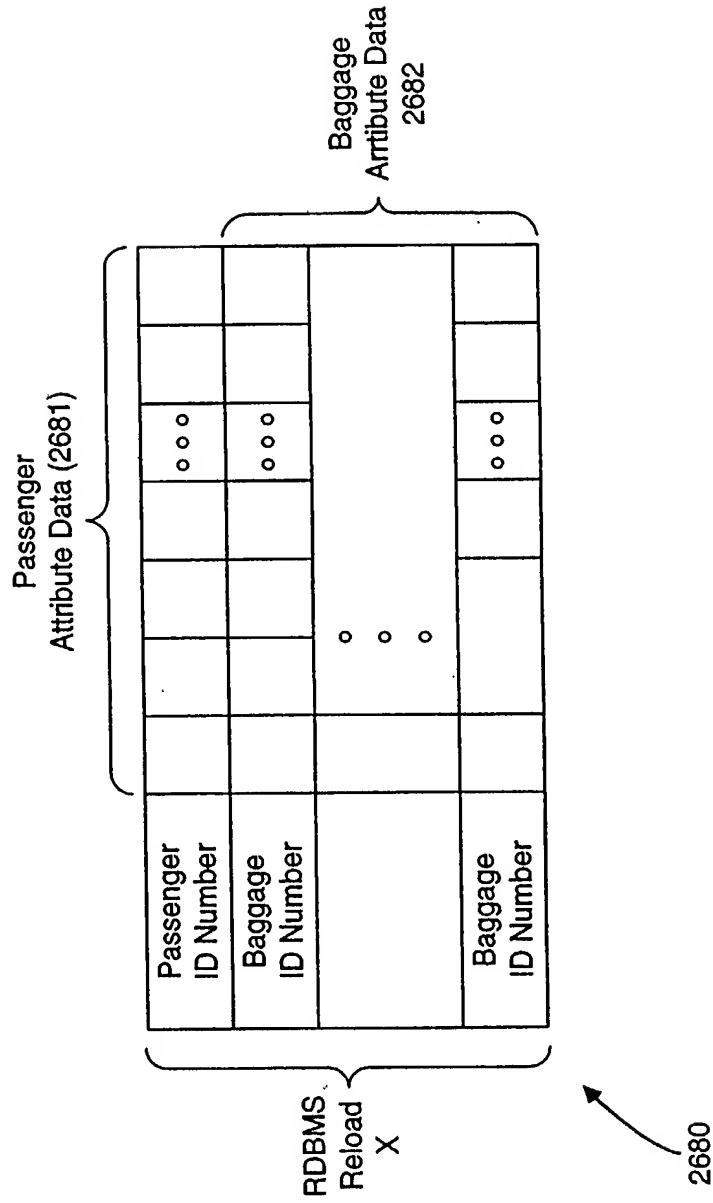 Passenger
Attribute Data (2681)
Baggage
Arrtibute Data
2682
RDBMS
Reload
X
Passenger
ID Number
Baggage
ID Number
Baggage
ID Number
2680